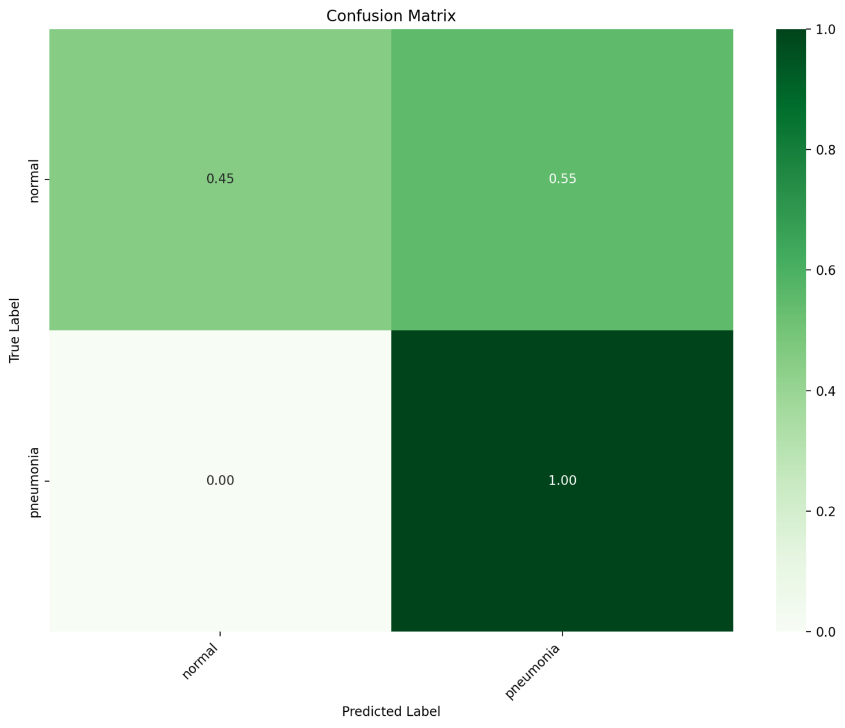 Confusion Matrix
True Label
normal
0.45
0.55
pneumonia
0.00
1.00
normal
pneumonia
Predicted Label
1.0
0.8
0.6
0.4
0.2
0.0